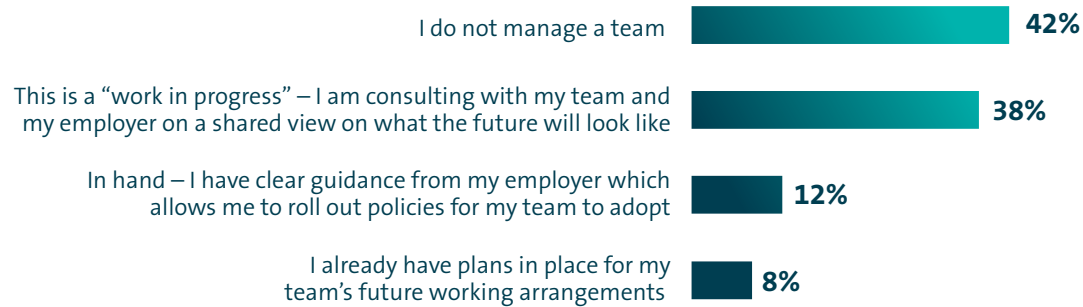 I do not manage a team
42%
This is a “work in progress” – I am consulting with my team and
my employer on a shared view on what the future will look like
38%
In hand – I have clear guidance from my employer which
allows me to roll out policies for my team to adopt
12%
I already have plans in place for my
team’s future working arrangements
8%